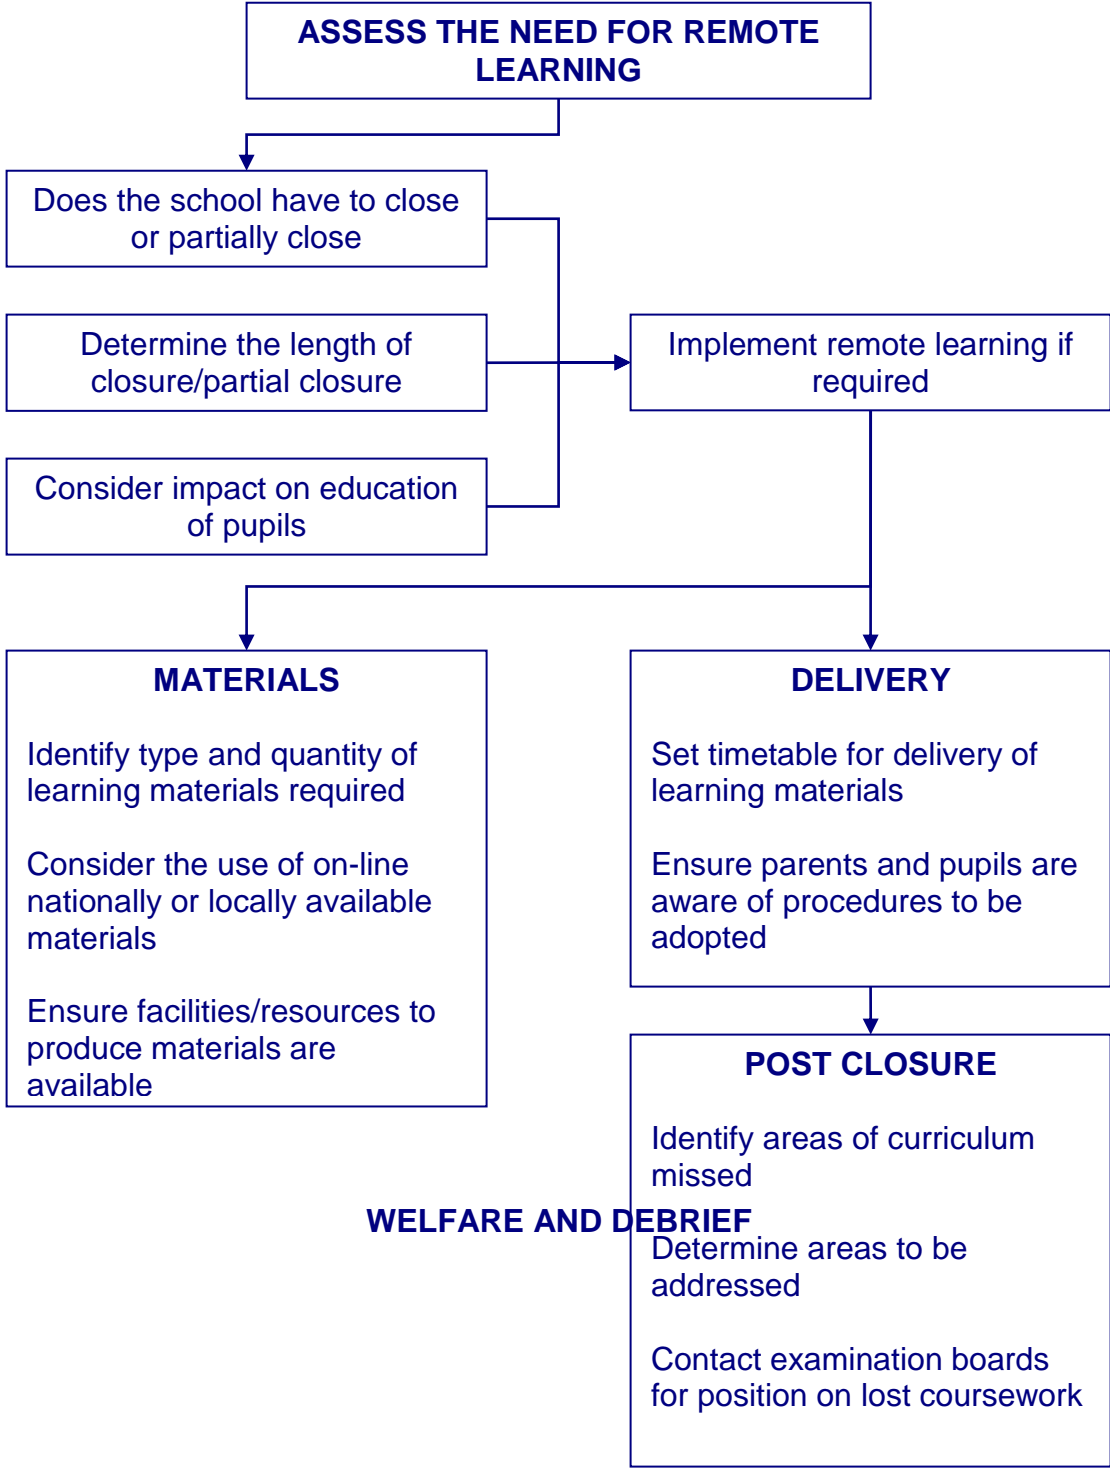 ASSESS THE NEED FOR REMOTE
LEARNING
Does the school have to close
or partially close
Determine the length of
closure/partial closure
Implement remote learning if
required
Consider impact on education
of pupils
MATERIALS
Identify type and quantity of
learning materials required
Consider the use of on-line
nationally or locally available
materials
Ensure facilities/resources to
produce materials are
available
DELIVERY
Set timetable for delivery of
learning materials
Ensure parents and pupils are
aware of procedures to be
adopted
POST CLOSURE
Identify areas of curriculum
missed
WELFARE AND DEBRIEF
Determine areas to be
addressed
Contact examination boards
for position on lost coursework